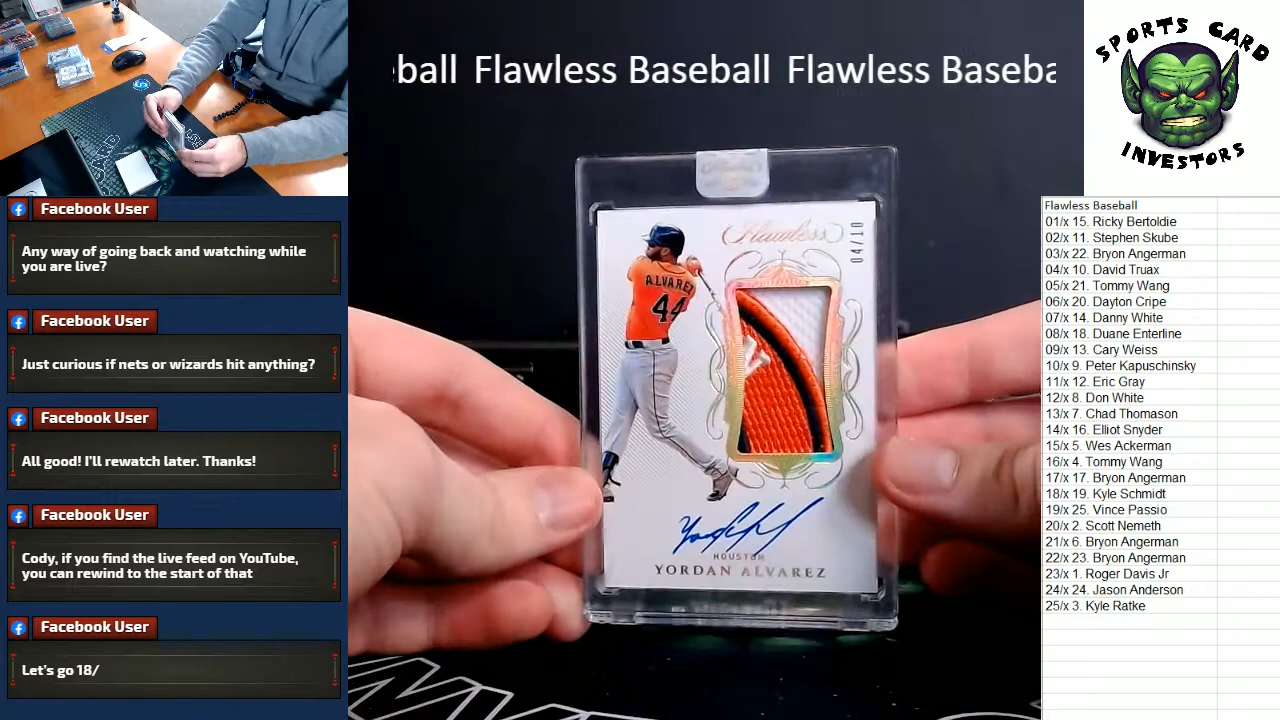 ball Flawless Baseball Flawless Baseba
SPORTS CARD
INVESTORS
Facebook User
Any way of going back and watching while
you are live?
Facebook User
Just curious if nets or wizards hit anything?
Facebook User
All good! I'll rewatch later. Thanks!
Facebook User
Cody, if you find the live feed on YouTube,
you can rewind to the start of that
Facebook User
Let's go 18/
Flawless
04/10
ALVAREZ
44
HOUSTON
YORDAN ALVAREZ
Flawless Baseball
01/x 15. Ricky Bertoldie
02/x 11. Stephen Skube
03/x 22. Bryon Angerman
04/x 10. David Truax
05/x 21. Tommy Wang
06/x 20. Dayton Cripe
07/x 14. Danny White
08/x 18. Duane Enterline
09/x 13. Cary Weiss
10/x 9. Peter Kapuschinsky
11/x 12. Eric Gray
12/x 8. Don White
13/x 7. Chad Thomason
14/x 16. Elliot Snyder
15/x 5. Wes Ackerman
16/x 4. Tommy Wang
17/x 17. Bryon Angerman
18/x 19. Kyle Schmidt
19/x 25. Vince Passio
20/x 2. Scott Nemeth
21/x 6. Bryon Angerman
22/x 23. Bryon Angerman
23/x 1. Roger Davis Jr
24/x 24. Jason Anderson
25/x 3. Kyle Ratke